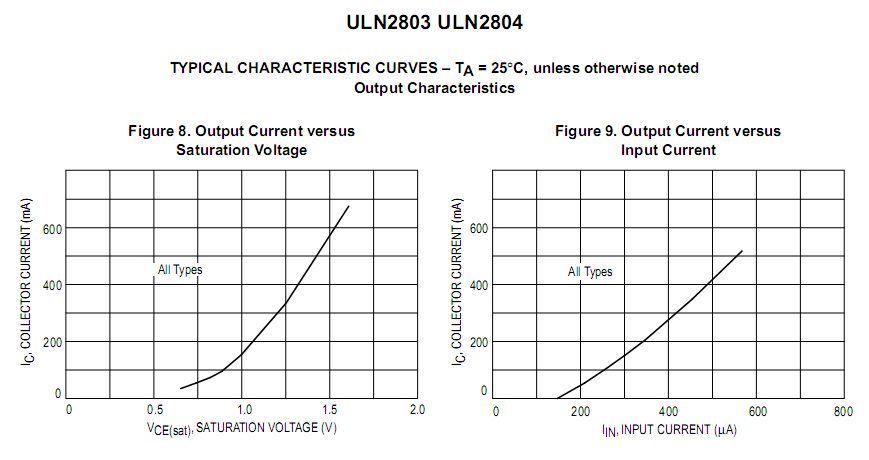 ULN2803 ULN2804
TYPICAL CHARACTERISTIC CURVES – TA = 25°C, unless otherwise noted
Output Characteristics
Figure 8. Output Current versus
Saturation Voltage
IC, COLLECTOR CURRENT (mA)
600
400
200
0
All Types
0 0.5 1.0 1.5 2.0
VCE(sat), SATURATION VOLTAGE (V)
Figure 9. Output Current versus
Input Current
IC, COLLECTOR CURRENT (mA)
600
400
200
0
All Types
0 200 400 600 800
IIN, INPUT CURRENT (µA)